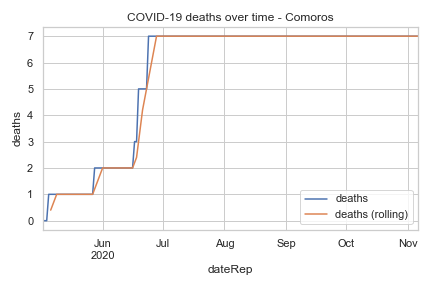 COVID-19 deaths over time - Comoros
7
6
5
4
3
2
1
0
deaths
deaths
deaths (rolling)
Jun
2020
Jul
Aug
Sep
Oct
Nov
dateRep